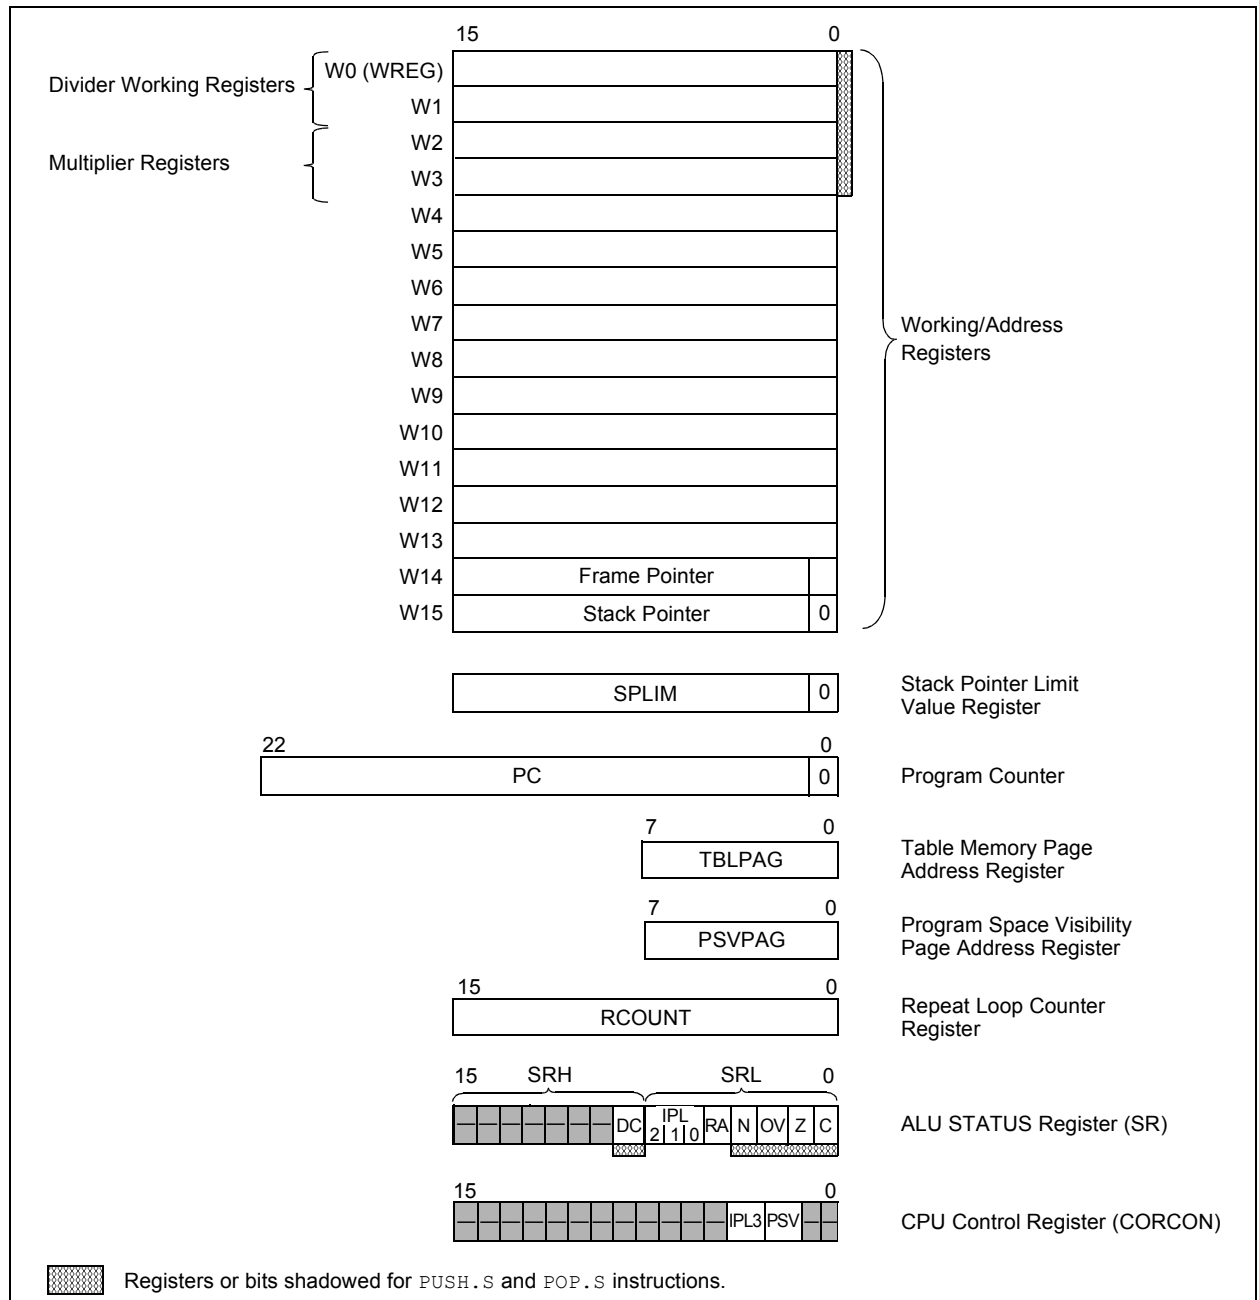 15 0
Divider Working Registers
W0 (WREG)
W1
Multiplier Registers
W2
W3
W4
W5
W6
W7
W8
W9
W10
W11
W12
W13
W14 Frame Pointer
W15 Stack Pointer 0
Working/Address
Registers
SPLIM 0
Stack Pointer Limit
Value Register
22 0
PC 0 Program Counter
7 0
TBLPAG
Table Memory Page
Address Register
7 0
PSVPAG
Program Space Visibility
Page Address Register
15 0
RCOUNT
Repeat Loop Counter
Register
15 SRH SRL 0
— — — — — — — DC IPL 2 1 0 RA N OV Z C ALU STATUS Register (SR)
15 0
— — — — — — — — — — — — IPL3 PSV — — CPU Control Register (CORCON)
Registers or bits shadowed for PUSH.S and POP.S instructions.